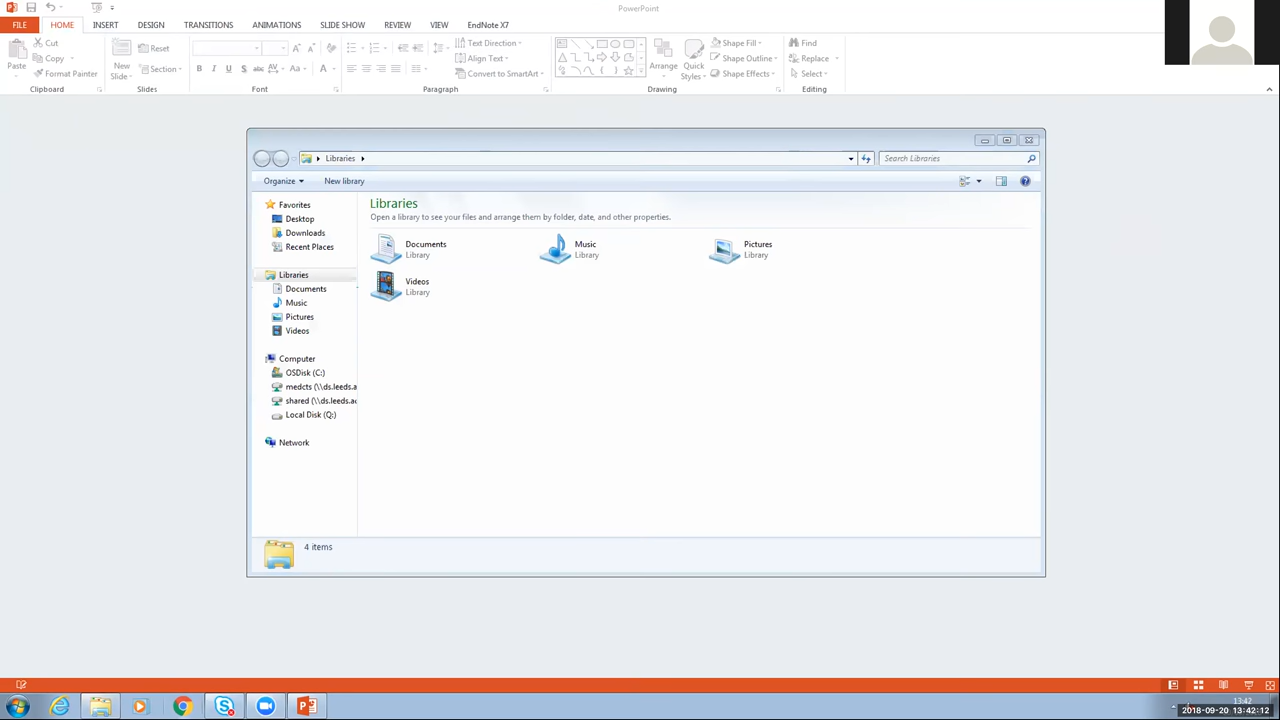 PowerPoint
FILE HOME INSERT DESIGN TRANSITIONS ANIMATIONS SLIDE SHOW REVIEW VIEW EndNote X7
Paste
Cut
Copy
Format Painter
Clipboard
New
Slide
Reset
Section
Slides
B I U S abc AV Aa A
Font
Text Direction
Align Text
Convert to SmartArt
Paragraph
Arrange
Quick
Styles
Shape Fill
Shape Outline
Shape Effects
Drawing
Find
Replace
Select
Editing
Libraries
Search Libraries
Organize New library
Favorites
Desktop
Downloads
Recent Places
Libraries
Documents
Music
Pictures
Videos
Computer
OSDisk (C:)
medcts (\\ds.leeds.a
shared (\\ds.leeds.ac
Local Disk (Q:)
Network
Libraries
Open a library to see your files and arrange them by folder, date, and other properties.
Documents
Library
Music
Library
Pictures
Library
Videos
Library
4 items
13:42
2018-09-20 13:42:12